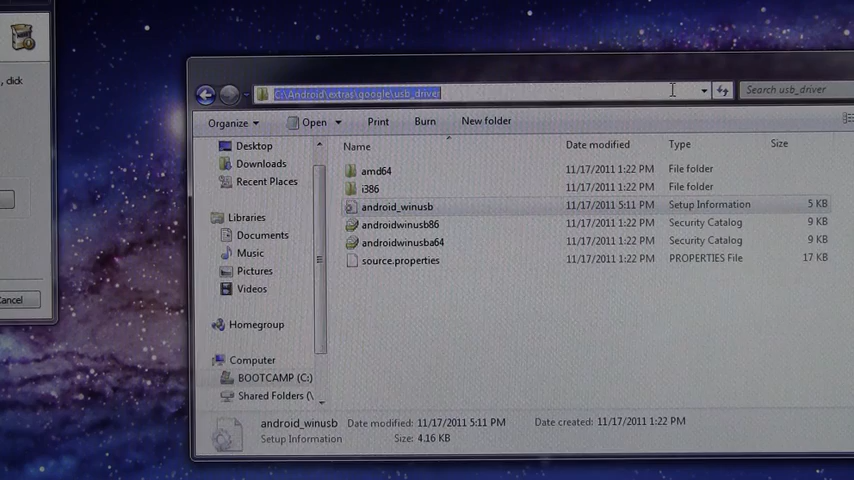 , click
Cancel
C:\Android\extras\google\usb_driver
Search usb_driver
Organize Open Print Burn New folder
Name Date modified Type Size
Desktop
Downloads
Recent Places
Libraries
Documents
Music
Pictures
Videos
Homegroup
Computer
BOOTCAMP (C:)
Shared Folders (\
amd64 11/17/2011 1:22 PM File folder
i386 11/17/2011 1:22 PM File folder
android_winusb 11/17/2011 5:11 PM Setup Information 5 KB
androidwinusb86 11/17/2011 1:22 PM Security Catalog 9 KB
androidwinusba64 11/17/2011 1:22 PM Security Catalog 9 KB
source.properties 11/17/2011 1:22 PM PROPERTIES File 17 KB
android_winusb Date modified: 11/17/2011 5:11 PM Date created: 11/17/2011 1:22 PM
Setup Information Size: 4.16 KB